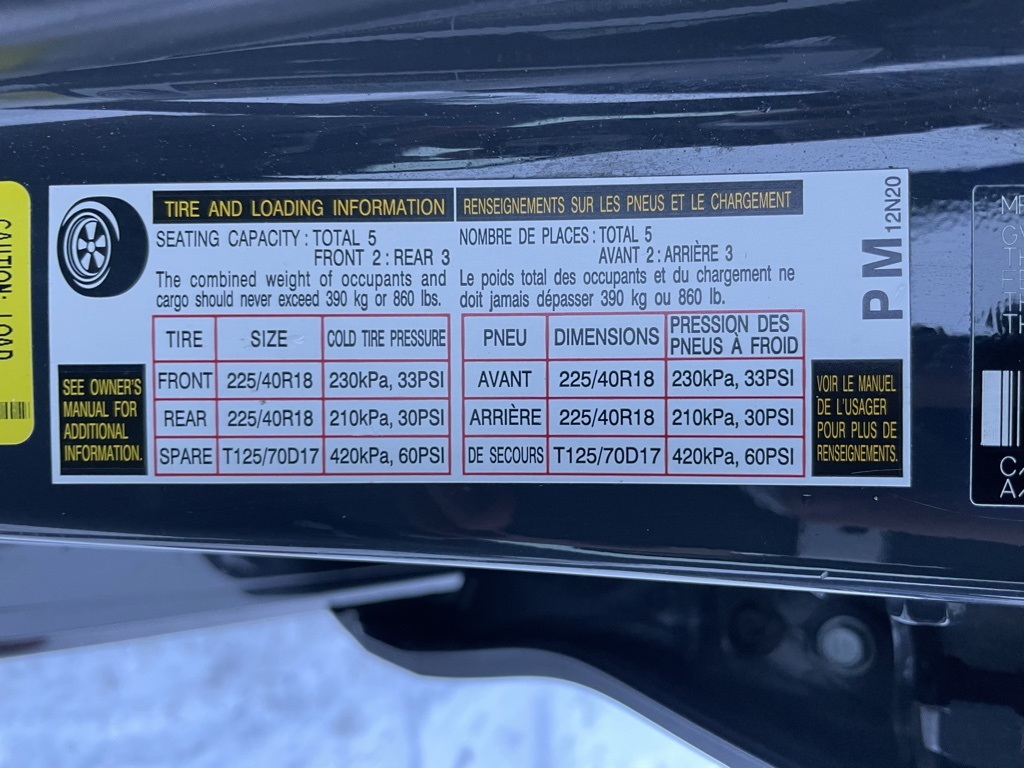 TIRE AND LOADING INFORMATION
SEATING CAPACITY : TOTAL 5
FRONT 2 : REAR 3
The combined weight of occupants and
cargo should never exceed 390 kg or 860 lbs.
TIRE SIZE COLD TIRE PRESSURE
FRONT 225/40R18 230kPa, 33PSI
REAR 225/40R18 210kPa, 30PSI
SPARE T125/70D17 420kPa, 60PSI
SEE OWNER'S
MANUAL FOR
ADDITIONAL
INFORMATION.
RENSEIGNEMENTS SUR LES PNEUS ET LE CHARGEMENT
NOMBRE DE PLACES : TOTAL 5
AVANT 2 : ARRIÈRE 3
Le poids total des occupants et du chargement ne
doit jamais dépasser 390 kg ou 860 lb.
PNEU DIMENSIONS PRESSION DES
PNEUS À FROID
AVANT 225/40R18 230kPa, 33PSI
ARRIÈRE 225/40R18 210kPa, 30PSI
DE SECOURS T125/70D17 420kPa, 60PSI
VOIR LE MANUEL
DE L'USAGER
POUR PLUS DE
RENSEIGNEMENTS.
PM
12N20
CAUTION: LOAD